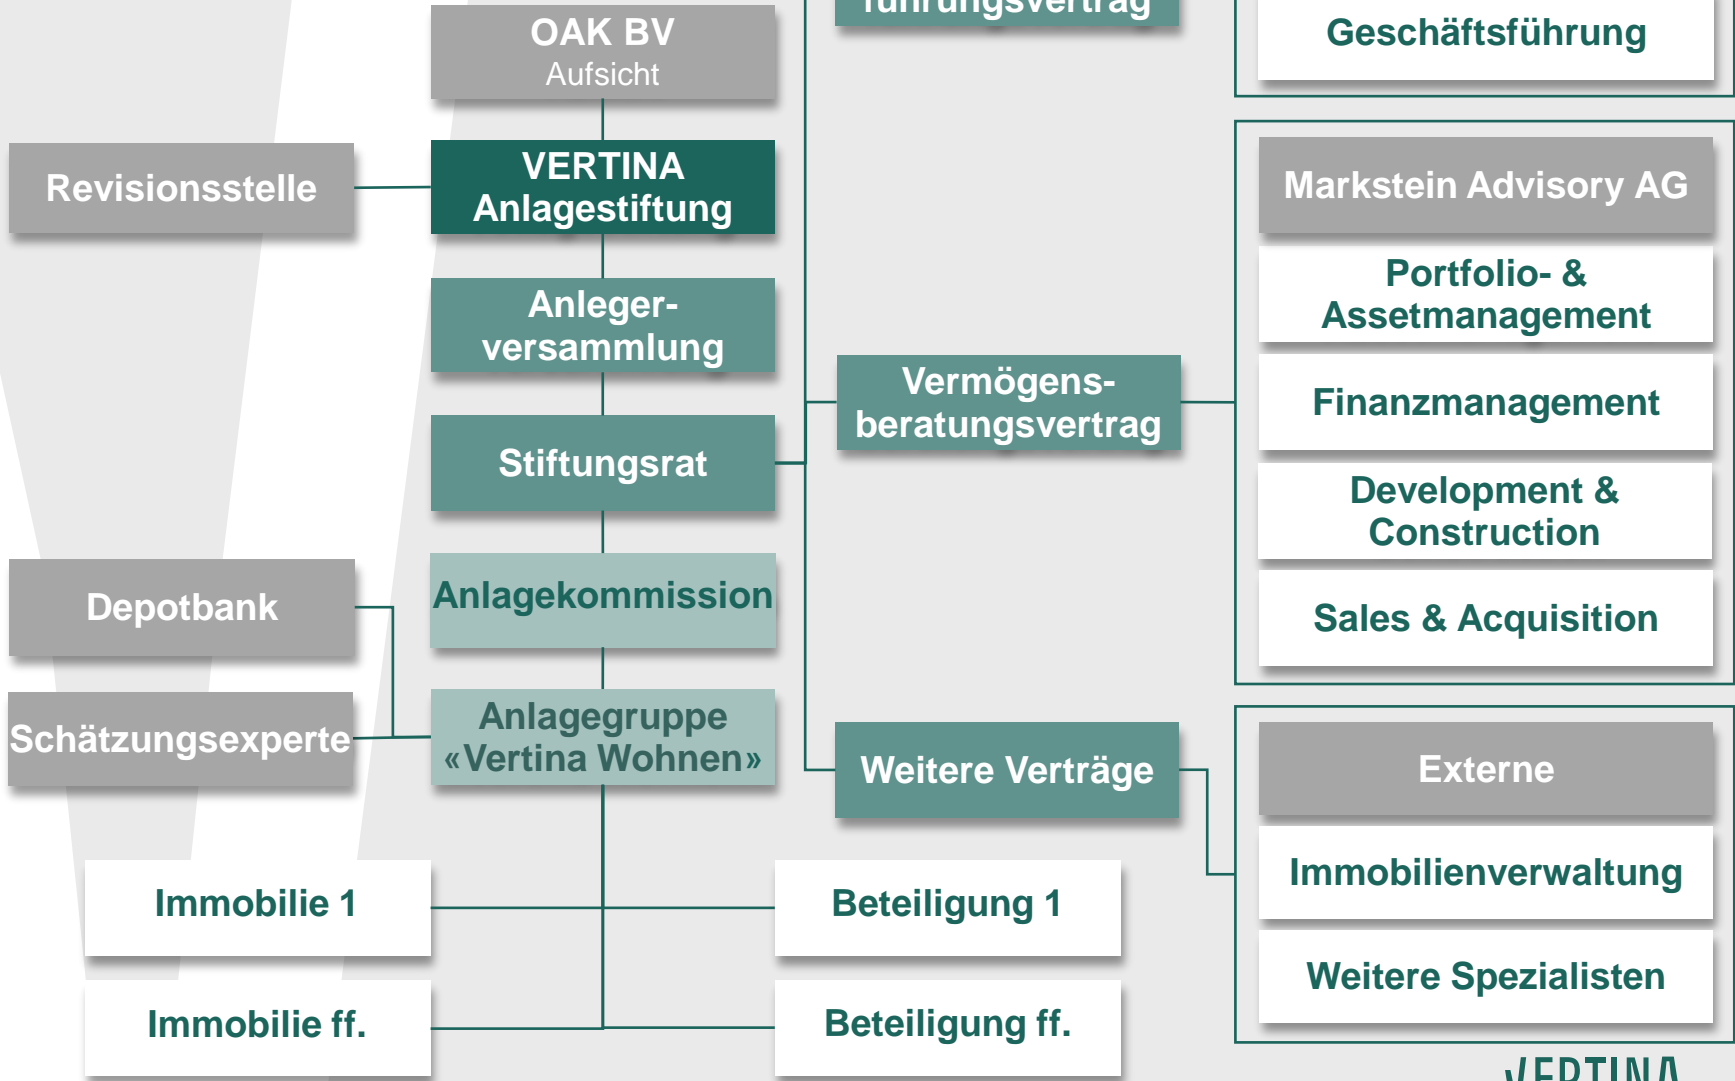 OAK BV
Aufsicht
führungsvertrag
Geschäftsführung
Revisionsstelle
VERTINA
Anlagestiftung
Markstein Advisory AG
Portfolio- &
Assetmanagement
Anleger-
versammlung
Vermögens-
beratungsvertrag
Finanzmanagement
Stiftungsrat
Development &
Construction
Depotbank
Anlagekommission
Sales & Acquisition
Schätzungsexperte
Anlagegruppe
«Vertina Wohnen»
Weitere Verträge
Externe
Immobilienverwaltung
Immobilie 1
Beteiligung 1
Weitere Spezialisten
Immobilie ff.
Beteiligung ff.
VERTINA